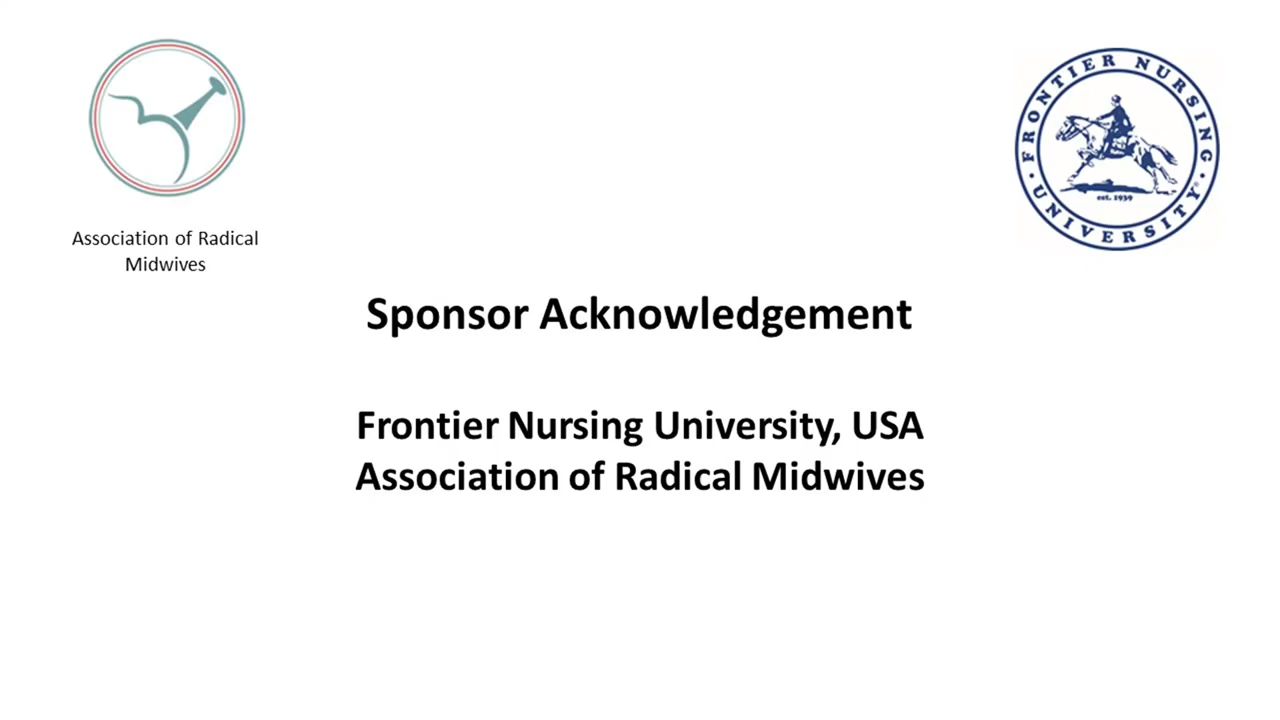 FRONTIER NURSING
UNIVERSITY
est. 1939
Association of Radical
Midwives
Sponsor Acknowledgement
Frontier Nursing University, USA
Association of Radical Midwives